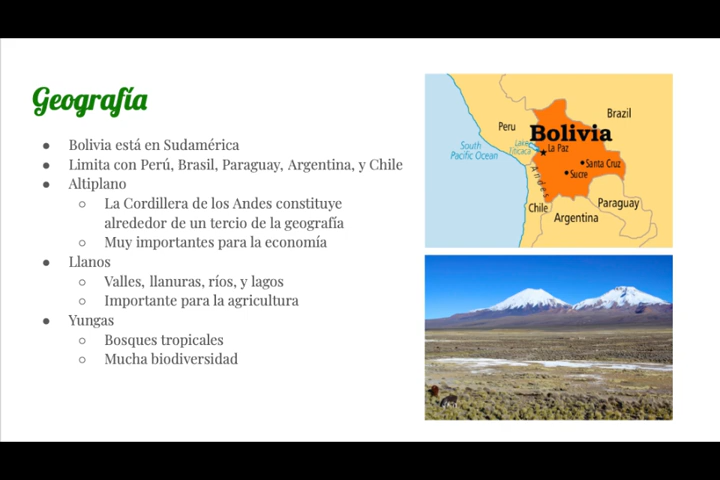 Geografía
● Bolivia está en Sudamérica
● Limita con Perú, Brasil, Paraguay, Argentina, y Chile
● Altiplano
○ La Cordillera de los Andes constituye
alrededor de un tercio de la geografía
○ Muy importantes para la economía
● Llanos
○ Valles, llanuras, ríos, y lagos
○ Importante para la agricultura
● Yungas
○ Bosques tropicales
○ Mucha biodiversidad
Brazil
Peru
Bolivia
South
Pacific Ocean
Lake
Titicaca
La Paz
Santa Cruz
Sucre
Andes
Chile
Paraguay
Argentina